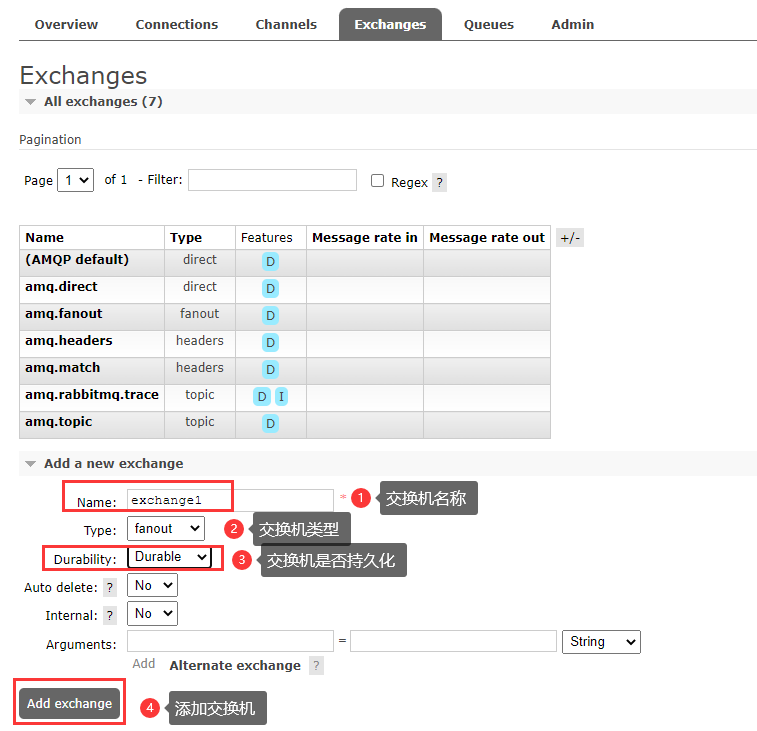 Overview Connections Channels Exchanges Queues Admin
Exchanges
All exchanges (7)
Pagination
Page 1 of 1 - Filter: Regex ?
Name Type Features Message rate in Message rate out +/-
(AMQP default) direct D
amq.direct direct D
amq.fanout fanout D
amq.headers headers D
amq.match headers D
amq.rabbitmq.trace topic D I
amq.topic topic D
Add a new exchange
Name: exchange1 * 1 交换机名称
Type: fanout 2 交换机类型
Durability: Durable 3 交换机是否持久化
Auto delete: ? No
Internal: ? No
Arguments: = String
Add Alternate exchange ?
Add exchange 4 添加交换机